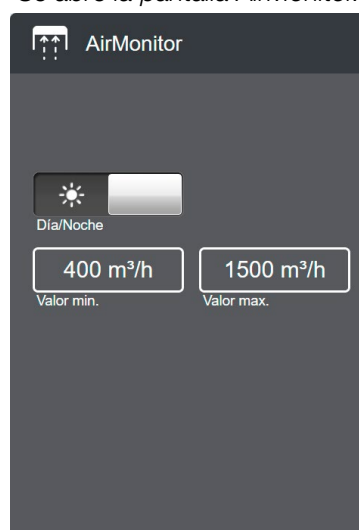 Se abre la pantalla AirMonitor.
AirMonitor
Día/Noche
400 m³/h
1500 m³/h
Valor min.
Valor max.